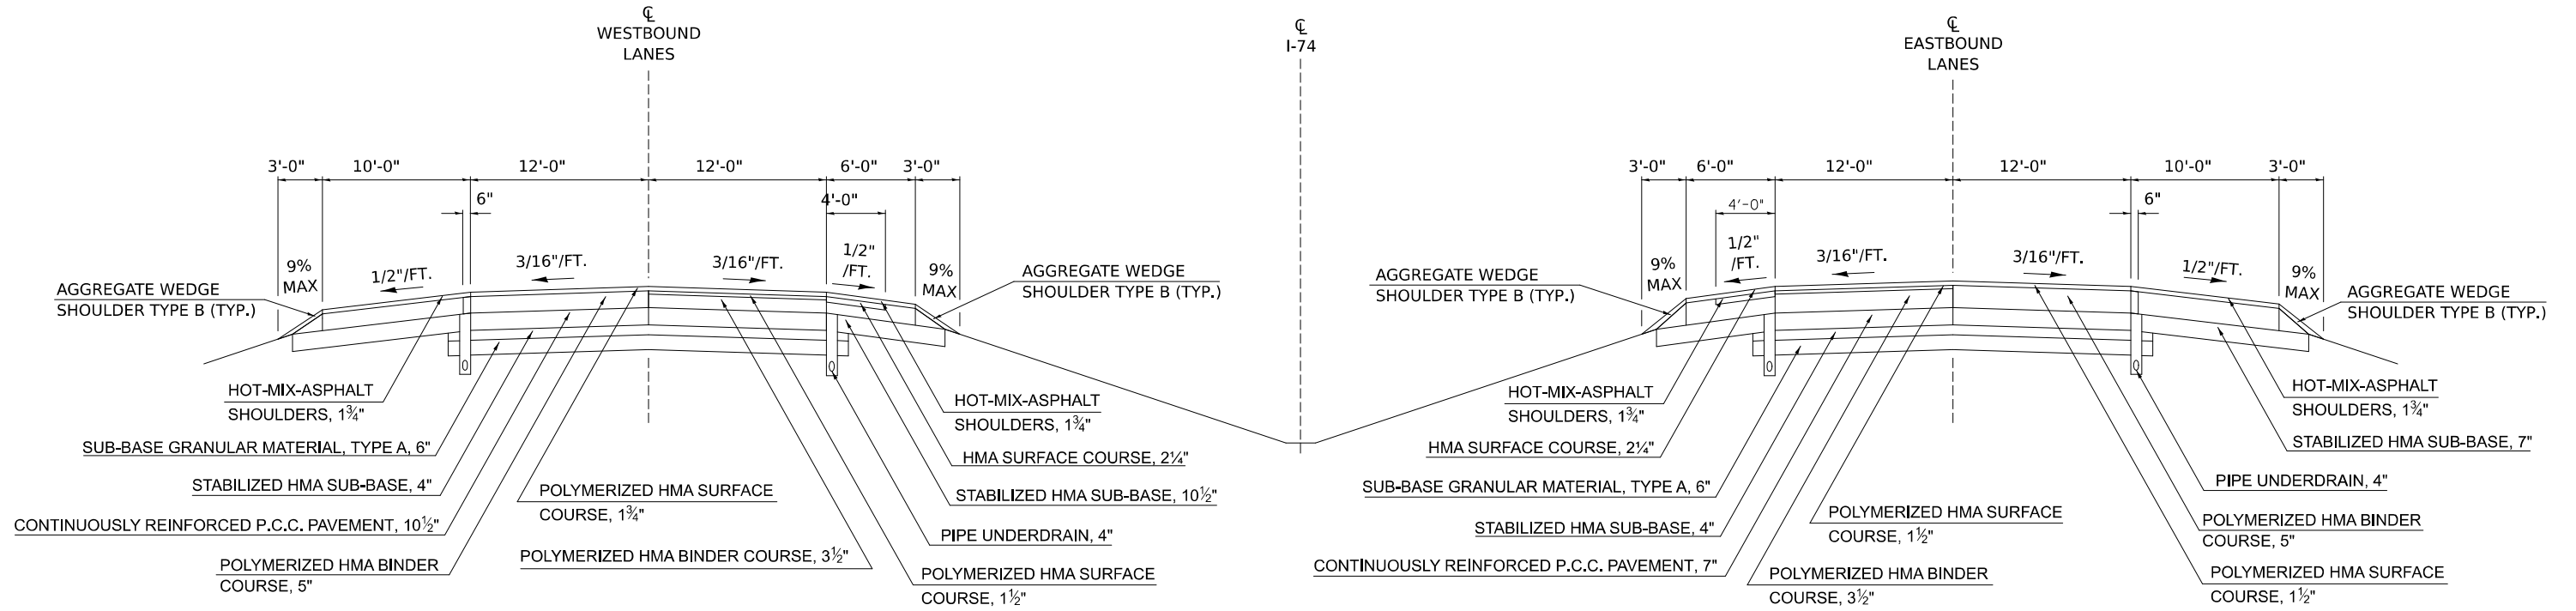 ℄
WESTBOUND
LANES
℄
I-74
℄
EASTBOUND
LANES
3'-0" 10'-0" 12'-0" 12'-0" 6'-0" 3'-0"
6" 4'-0"
9%
MAX
1/2"/FT.
3/16"/FT.
3/16"/FT.
1/2"
/FT.
9%
MAX
AGGREGATE WEDGE
SHOULDER TYPE B (TYP.)
AGGREGATE WEDGE
SHOULDER TYPE B (TYP.)
HOT-MIX-ASPHALT
SHOULDERS, 1¾"
SUB-BASE GRANULAR MATERIAL, TYPE A, 6"
STABILIZED HMA SUB-BASE, 4"
CONTINUOUSLY REINFORCED P.C.C. PAVEMENT, 10½"
POLYMERIZED HMA BINDER
COURSE, 5"
POLYMERIZED HMA SURFACE
COURSE, 1¾"
POLYMERIZED HMA BINDER COURSE, 3½"
HOT-MIX-ASPHALT
SHOULDERS, 1¾"
HMA SURFACE COURSE, 2¼"
STABILIZED HMA SUB-BASE, 10½"
PIPE UNDERDRAIN, 4"
POLYMERIZED HMA SURFACE
COURSE, 1½"
3'-0" 6'-0" 12'-0" 12'-0" 10'-0" 3'-0"
4'-0" 6"
9%
MAX
1/2"
/FT.
3/16"/FT.
3/16"/FT.
1/2"/FT.
9%
MAX
AGGREGATE WEDGE
SHOULDER TYPE B (TYP.)
AGGREGATE WEDGE
SHOULDER TYPE B (TYP.)
HOT-MIX-ASPHALT
SHOULDERS, 1¾"
HMA SURFACE COURSE, 2¼"
SUB-BASE GRANULAR MATERIAL, TYPE A, 6"
STABILIZED HMA SUB-BASE, 4"
CONTINUOUSLY REINFORCED P.C.C. PAVEMENT, 7"
POLYMERIZED HMA SURFACE
COURSE, 1½"
POLYMERIZED HMA BINDER
COURSE, 3½"
HOT-MIX-ASPHALT
SHOULDERS, 1¾"
STABILIZED HMA SUB-BASE, 7"
PIPE UNDERDRAIN, 4"
POLYMERIZED HMA BINDER
COURSE, 5"
POLYMERIZED HMA SURFACE
COURSE, 1½"